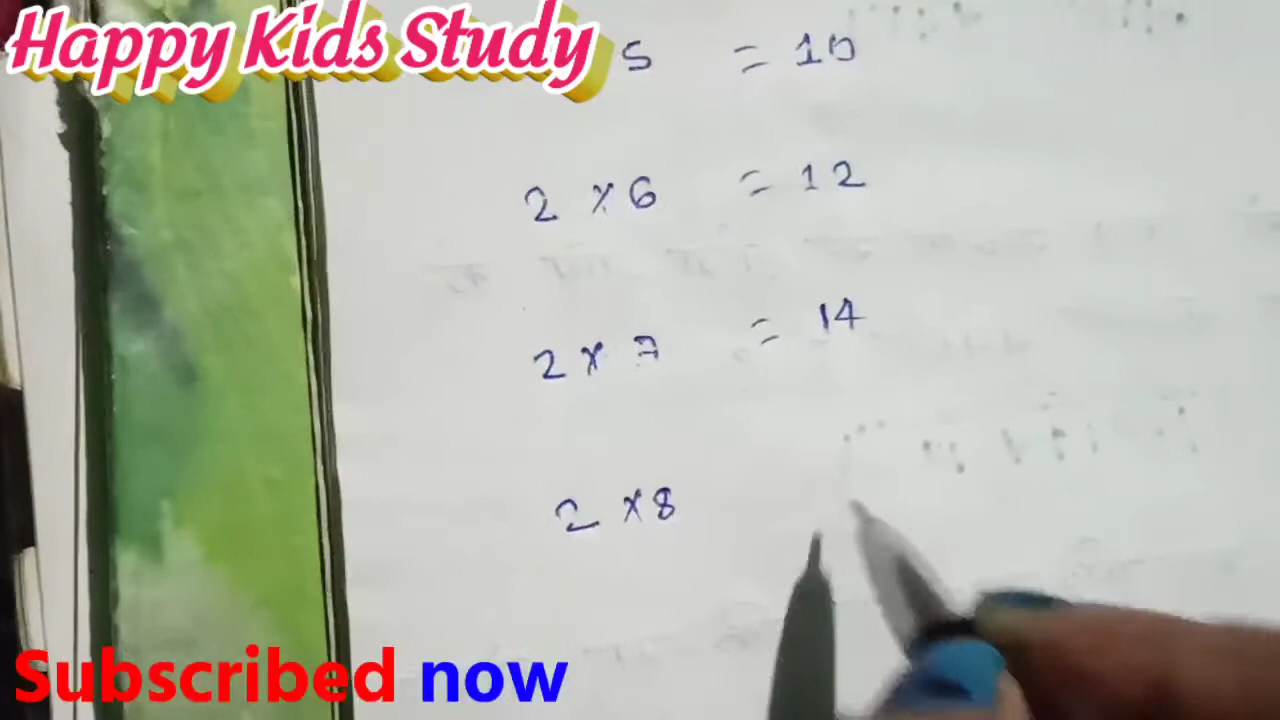 Happy Kids Study
5 = 10
2 × 6 = 12
2 × 7 = 14
2 × 8
Subscribed now